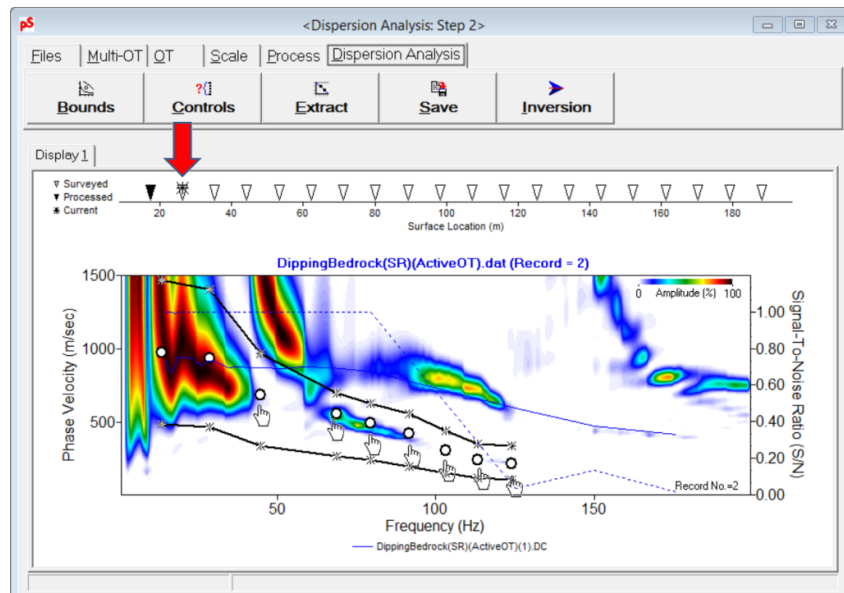 pS
<Dispersion Analysis: Step 2>
Files Multi-OT OT Scale Process Dispersion Analysis
?{}
Bounds Controls Extract Save Inversion
Display 1
Surveyed
Processed
Current
20 40 60 80 100 120 140 160 180
Surface Location (m)
DippingBedrock(SR)(ActiveOT).dat (Record = 2)
1500
1000
500
Phase Velocity (m/sec)
0 Amplitude (%) 100
1.00
0.80
0.60
0.40
0.20
0.00
Signal-To-Noise Ratio (S/N)
Record No.=2
50 100 150
Frequency (Hz)
DippingBedrock(SR)(ActiveOT)(1).DC